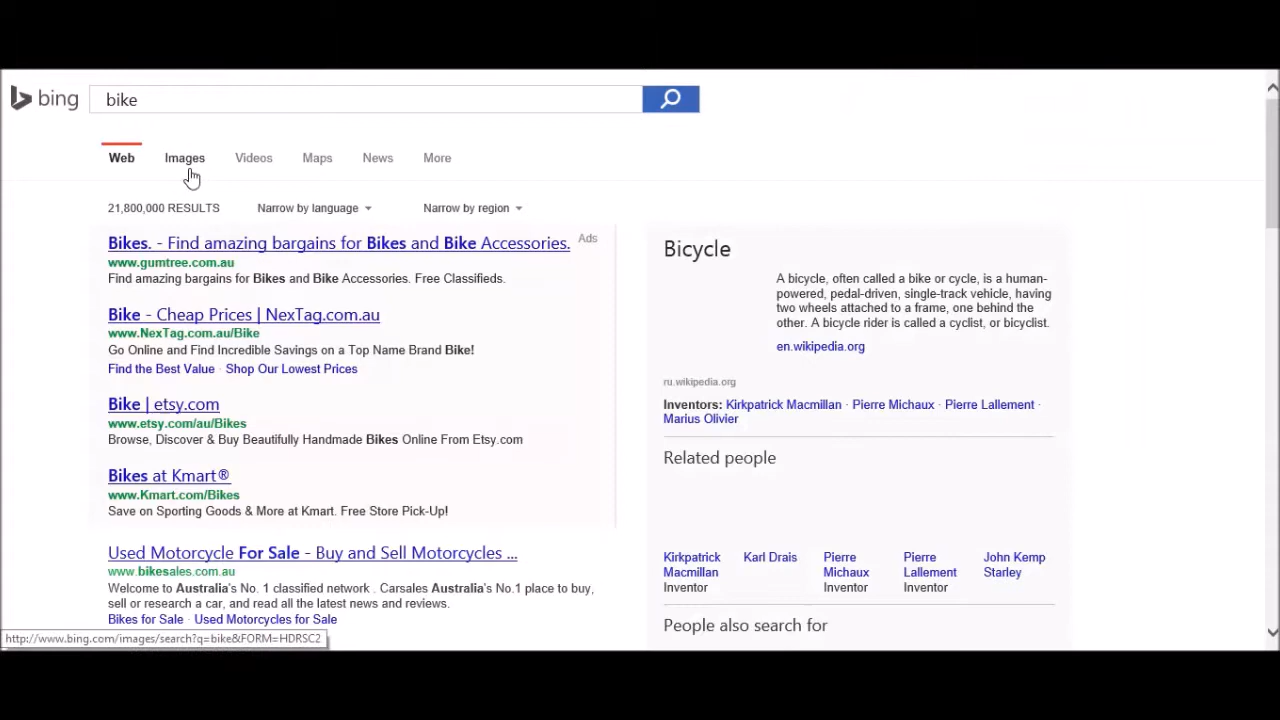 bing
bike
Web Images Videos Maps News More
21,800,000 RESULTS Narrow by language Narrow by region
Bikes. - Find amazing bargains for Bikes and Bike Accessories.
Ads
www.gumtree.com.au
Find amazing bargains for Bikes and Bike Accessories. Free Classifieds.
Bike - Cheap Prices | NexTag.com.au
www.NexTag.com.au/Bike
Go Online and Find Incredible Savings on a Top Name Brand Bike!
Find the Best Value · Shop Our Lowest Prices
Bike | etsy.com
www.etsy.com/au/Bikes
Browse, Discover & Buy Beautifully Handmade Bikes Online From Etsy.com
Bikes at Kmart®
www.Kmart.com/Bikes
Save on Sporting Goods & More at Kmart. Free Store Pick-Up!
Used Motorcycle For Sale - Buy and Sell Motorcycles ...
www.bikesales.com.au
Welcome to Australia's No. 1 classified network . Carsales Australia's No.1 place to buy,
sell or research a car, and read all the latest news and reviews.
Bikes for Sale · Used Motorcycles for Sale
http://www.bing.com/images/search?q=bike&FORM=HDRSC2
Bicycle
A bicycle, often called a bike or cycle, is a human-
powered, pedal-driven, single-track vehicle, having
two wheels attached to a frame, one behind the
other. A bicycle rider is called a cyclist, or bicyclist.
en.wikipedia.org
ru.wikipedia.org
Inventors: Kirkpatrick Macmillan · Pierre Michaux · Pierre Lallement ·
Marius Olivier
Related people
Kirkpatrick Karl Drais Pierre Pierre John Kemp
Macmillan Michaux Lallement Starley
Inventor Inventor Inventor
People also search for